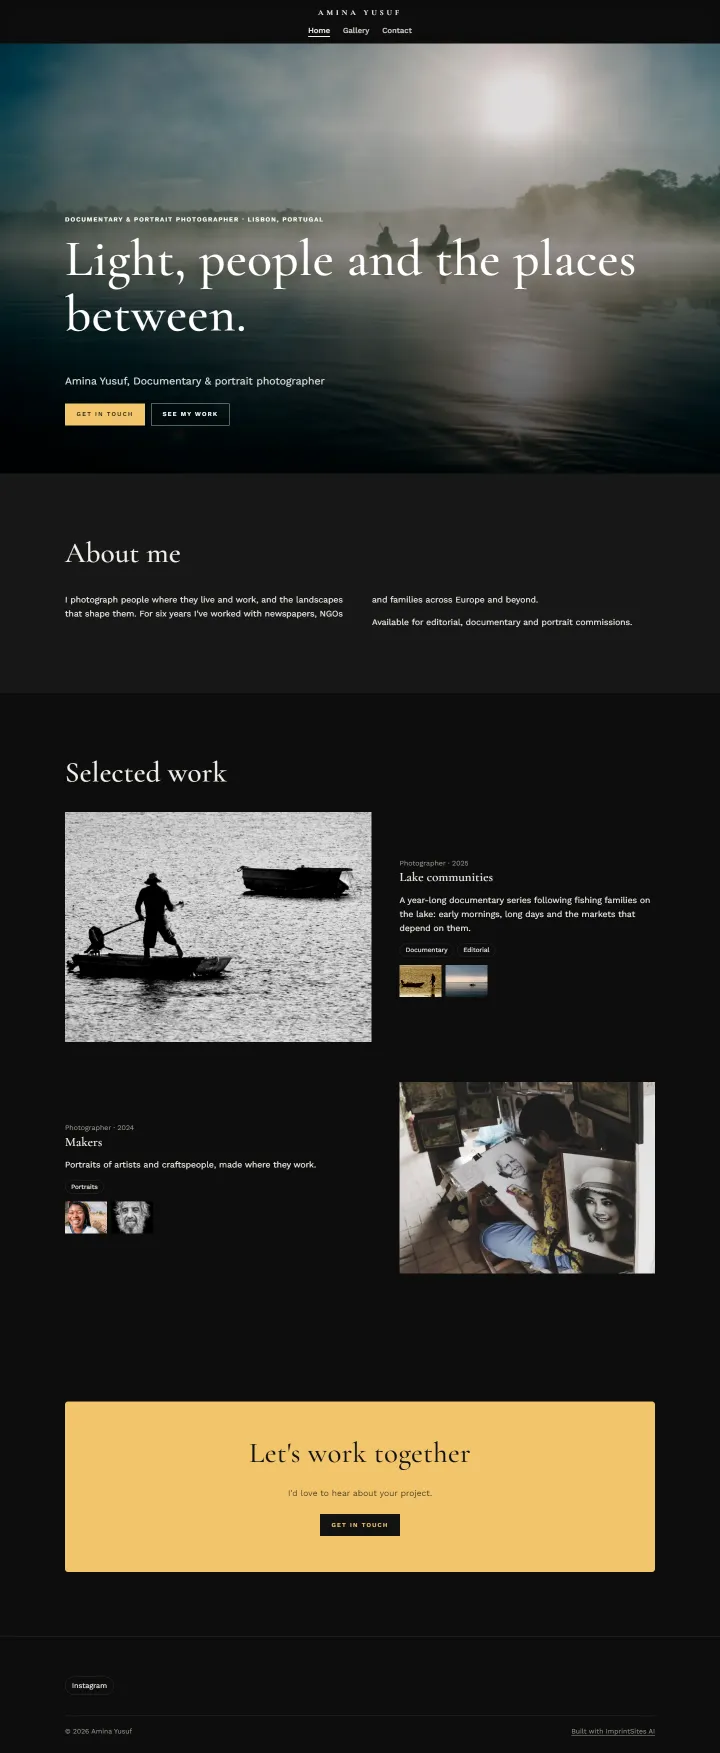 AMINA YUSUF
Home Gallery Contact
DOCUMENTARY & PORTRAIT PHOTOGRAPHER · LISBON, PORTUGAL
Light, people and the places
between.
Amina Yusuf, Documentary & portrait photographer
GET IN TOUCH SEE MY WORK
About me
I photograph people where they live and work, and the landscapes
that shape them. For six years I've worked with newspapers, NGOs
and families across Europe and beyond.
Available for editorial, documentary and portrait commissions.
Selected work
Photographer · 2025
Lake communities
A year-long documentary series following fishing families on
the lake: early mornings, long days and the markets that
depend on them.
Documentary Editorial
Photographer · 2024
Makers
Portraits of artists and craftspeople, made where they work.
Portraits
Let's work together
I'd love to hear about your project.
GET IN TOUCH
Instagram
© 2026 Amina Yusuf
Built with ImprintSites AI